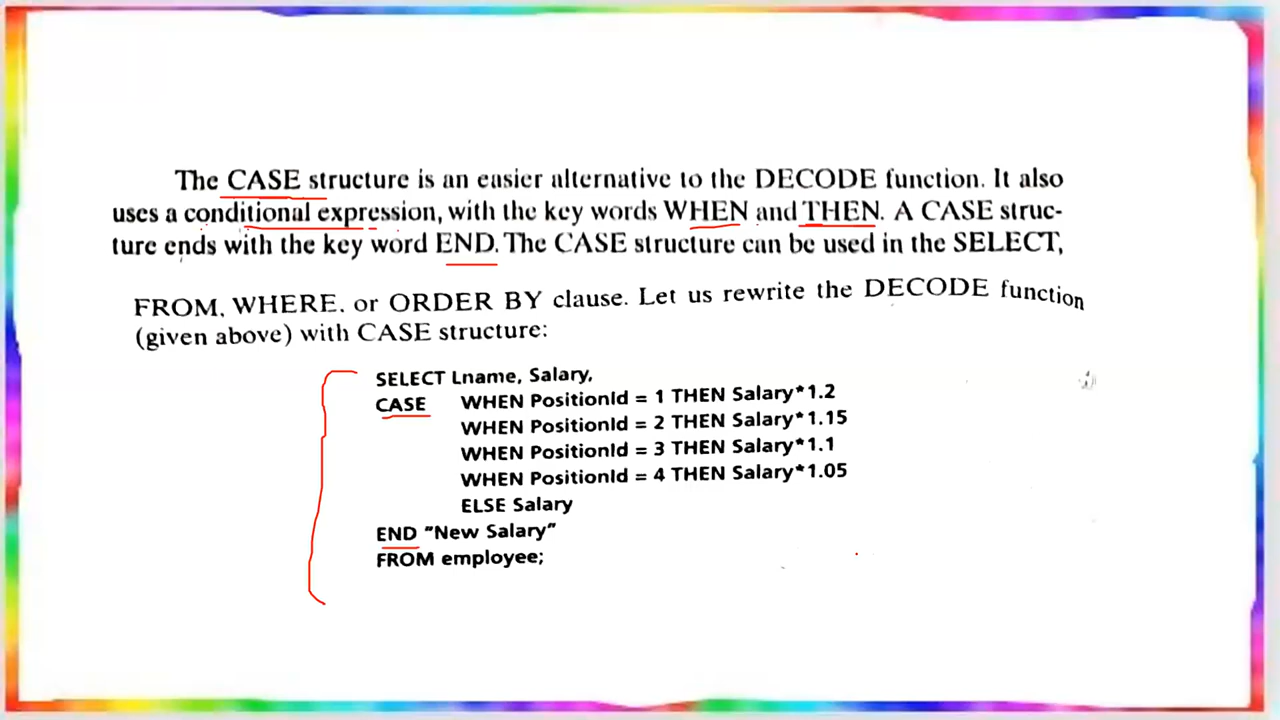 The CASE structure is an easier alternative to the DECODE function. It also
uses a conditional expression, with the key words WHEN and THEN. A CASE struc-
ture ends with the key word END. The CASE structure can be used in the SELECT,
FROM, WHERE, or ORDER BY clause. Let us rewrite the DECODE function
(given above) with CASE structure:
SELECT Lname, Salary,
CASE WHEN PositionId = 1 THEN Salary*1.2
WHEN PositionId = 2 THEN Salary*1.15
WHEN PositionId = 3 THEN Salary*1.1
WHEN PositionId = 4 THEN Salary*1.05
ELSE Salary
END "New Salary"
FROM employee;